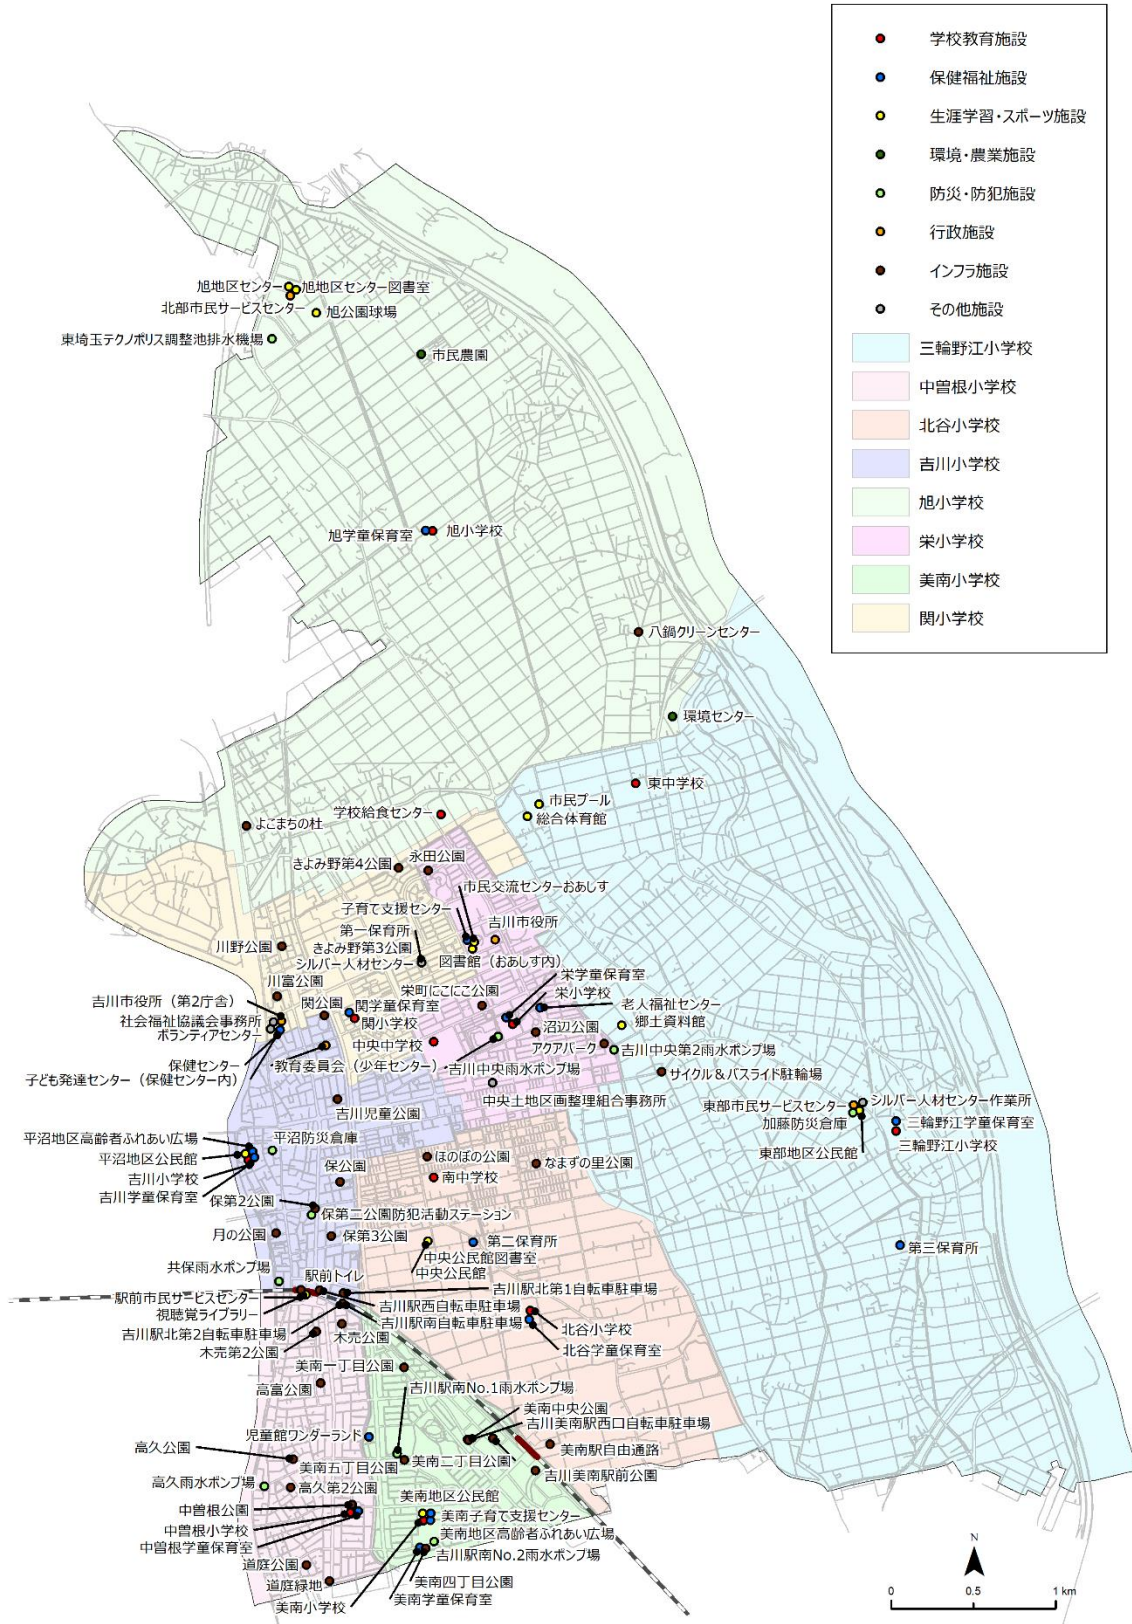 学校教育施設
保健福祉施設
生涯学習・スポーツ施設
環境・農業施設
防災・防犯施設
行政施設
インフラ施設
その他施設
三輪野江小学校
中曽根小学校
北谷小学校
吉川小学校
旭小学校
栄小学校
美南小学校
関小学校
旭地区センター
旭地区センター図書室
北部市民サービスセンター
旭公園球場
東埼玉テクノポリス調整池排水機場
市民農園
旭学童保育室
旭小学校
八鍋クリーンセンター
環境センター
東中学校
市民プール
総合体育館
学校給食センター
よこまちの杜
永田公園
きよみ野第4公園
市民交流センターおあしす
子育て支援センター
吉川市役所
第一保育所
きよみ野第3公園
シルバー人材センター
図書館（おあしす内）
川野公園
川富公園
栄町にこにこ公園
栄学童保育室
栄小学校
老人福祉センター
郷土資料館
吉川市役所（第2庁舎）
関公園
関学童保育室
社会福祉協議会事務所
関小学校
ボランティアセンター
中央中学校
沼辺公園
アクアパーク
吉川中央第2雨水ポンプ場
保健センター
教育委員会（少年センター）
吉川中央雨水ポンプ場
子ども発達センター（保健センター内）
サイクル＆バスライド駐輪場
中央土地区画整理組合事務所
吉川児童公園
シルバー人材センター作業所
東部市民サービスセンター
加藤防災倉庫
三輪野江学童保育室
東部地区公民館
三輪野江小学校
平沼地区高齢者ふれあい広場
平沼防災倉庫
平沼地区公民館
ほのぼの公園
なまずの里公園
吉川小学校
南中学校
保公園
吉川学童保育室
保第2公園
保第二公園防犯活動ステーション
月の公園
保第3公園
第二保育所
第三保育所
中央公民館図書室
中央公民館
共保雨水ポンプ場
駅前トイレ
吉川駅北第1自転車駐車場
駅前市民サービスセンター
吉川駅西自転車駐車場
視聴覚ライブラリー
吉川駅南自転車駐車場
吉川駅北第2自転車駐車場
北谷小学校
木売公園
木売第2公園
北谷学童保育室
美南一丁目公園
高富公園
吉川駅南No.1雨水ポンプ場
美南中央公園
吉川美南駅西口自転車駐車場
児童館ワンダーランド
美南駅自由通路
高久公園
美南五丁目公園
美南二丁目公園
吉川美南駅前公園
高久雨水ポンプ場
高久第2公園
美南地区公民館
中曽根公園
美南子育て支援センター
中曽根小学校
美南地区高齢者ふれあい広場
中曽根学童保育室
吉川駅南No.2雨水ポンプ場
道庭公園
美南四丁目公園
道庭緑地
美南学童保育室
美南小学校
N
0 0.5 1 km